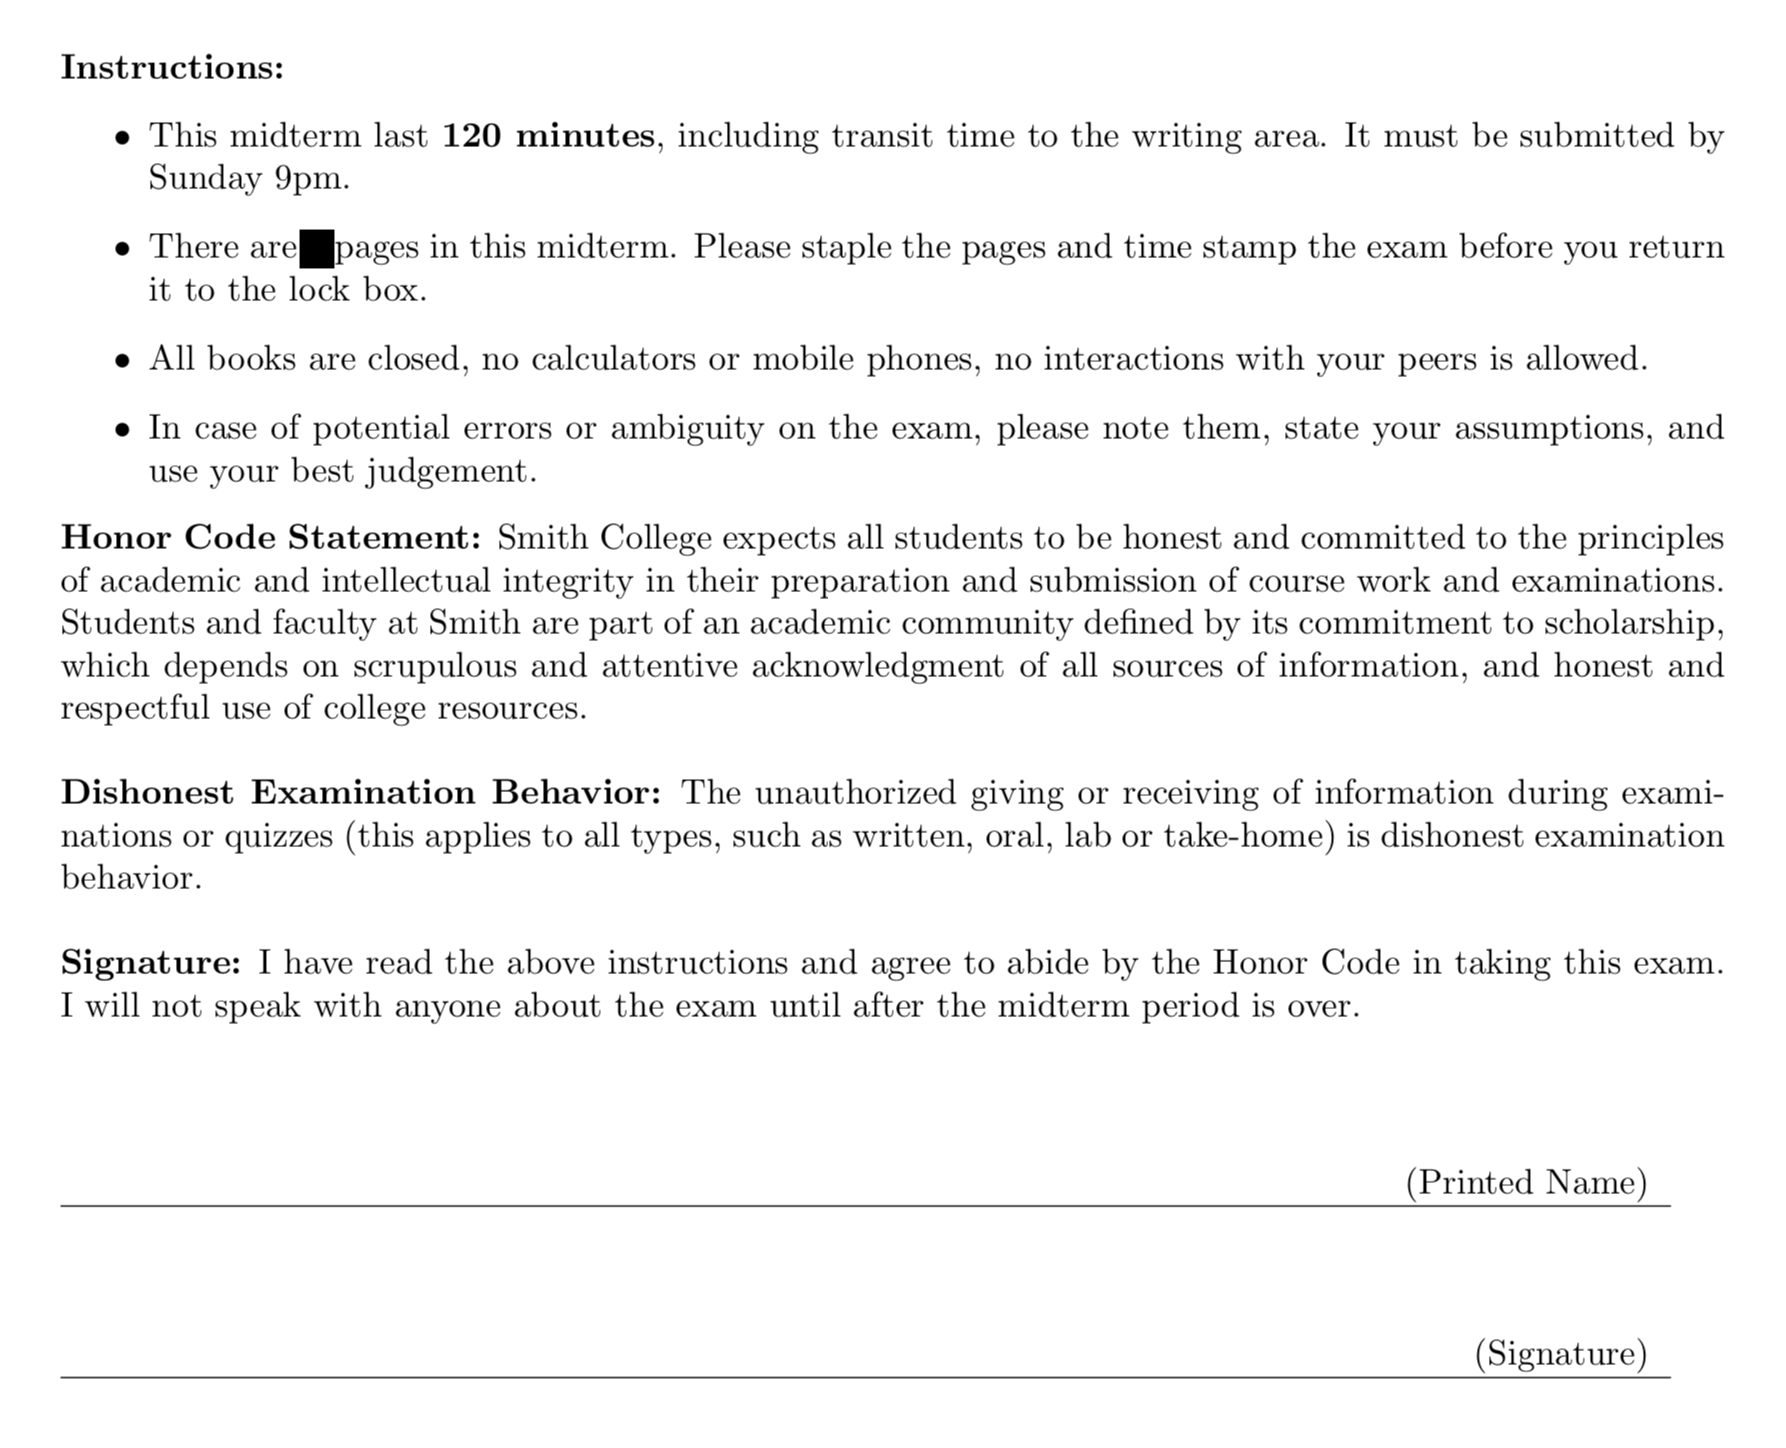 Instructions:
• This midterm last 120 minutes, including transit time to the writing area. It must be submitted by
Sunday 9pm.
• There are pages in this midterm. Please staple the pages and time stamp the exam before you return
it to the lock box.
• All books are closed, no calculators or mobile phones, no interactions with your peers is allowed.
• In case of potential errors or ambiguity on the exam, please note them, state your assumptions, and
use your best judgement.
Honor Code Statement: Smith College expects all students to be honest and committed to the principles
of academic and intellectual integrity in their preparation and submission of course work and examinations.
Students and faculty at Smith are part of an academic community defined by its commitment to scholarship,
which depends on scrupulous and attentive acknowledgment of all sources of information, and honest and
respectful use of college resources.
Dishonest Examination Behavior: The unauthorized giving or receiving of information during exami-
nations or quizzes (this applies to all types, such as written, oral, lab or take-home) is dishonest examination
behavior.
Signature: I have read the above instructions and agree to abide by the Honor Code in taking this exam.
I will not speak with anyone about the exam until after the midterm period is over.
(Printed Name)
(Signature)